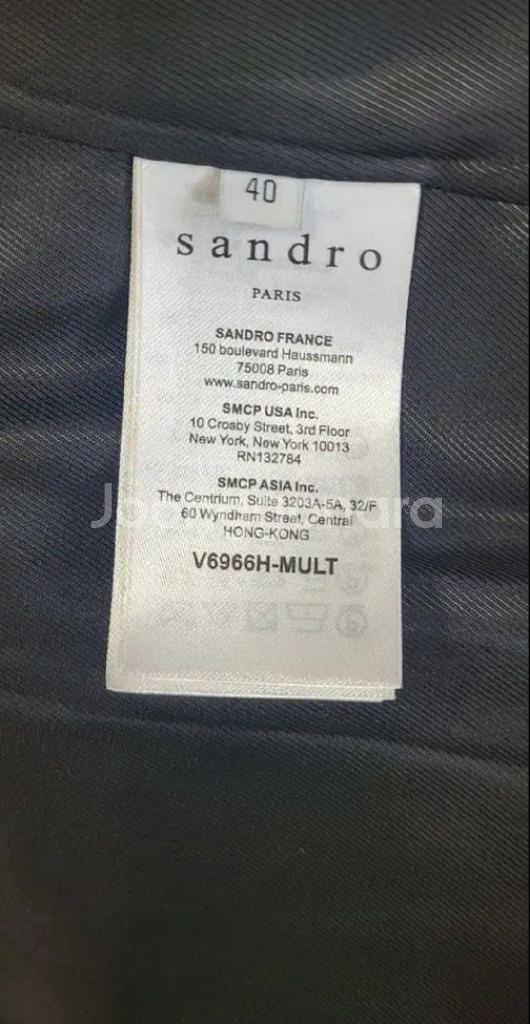 40
sandro
PARIS
SANDRO FRANCE
150 boulevard Haussmann
75008 Paris
www.sandro-paris.com
SMCP USA Inc.
10 Crosby Street, 3rd Floor
New York, New York 10013
RN132784
SMCP ASIA Inc.
The Centrium, Suite 3203A-5A, 32/F
60 Wyndham Street, Central
HONG-KONG
V6966H-MULT